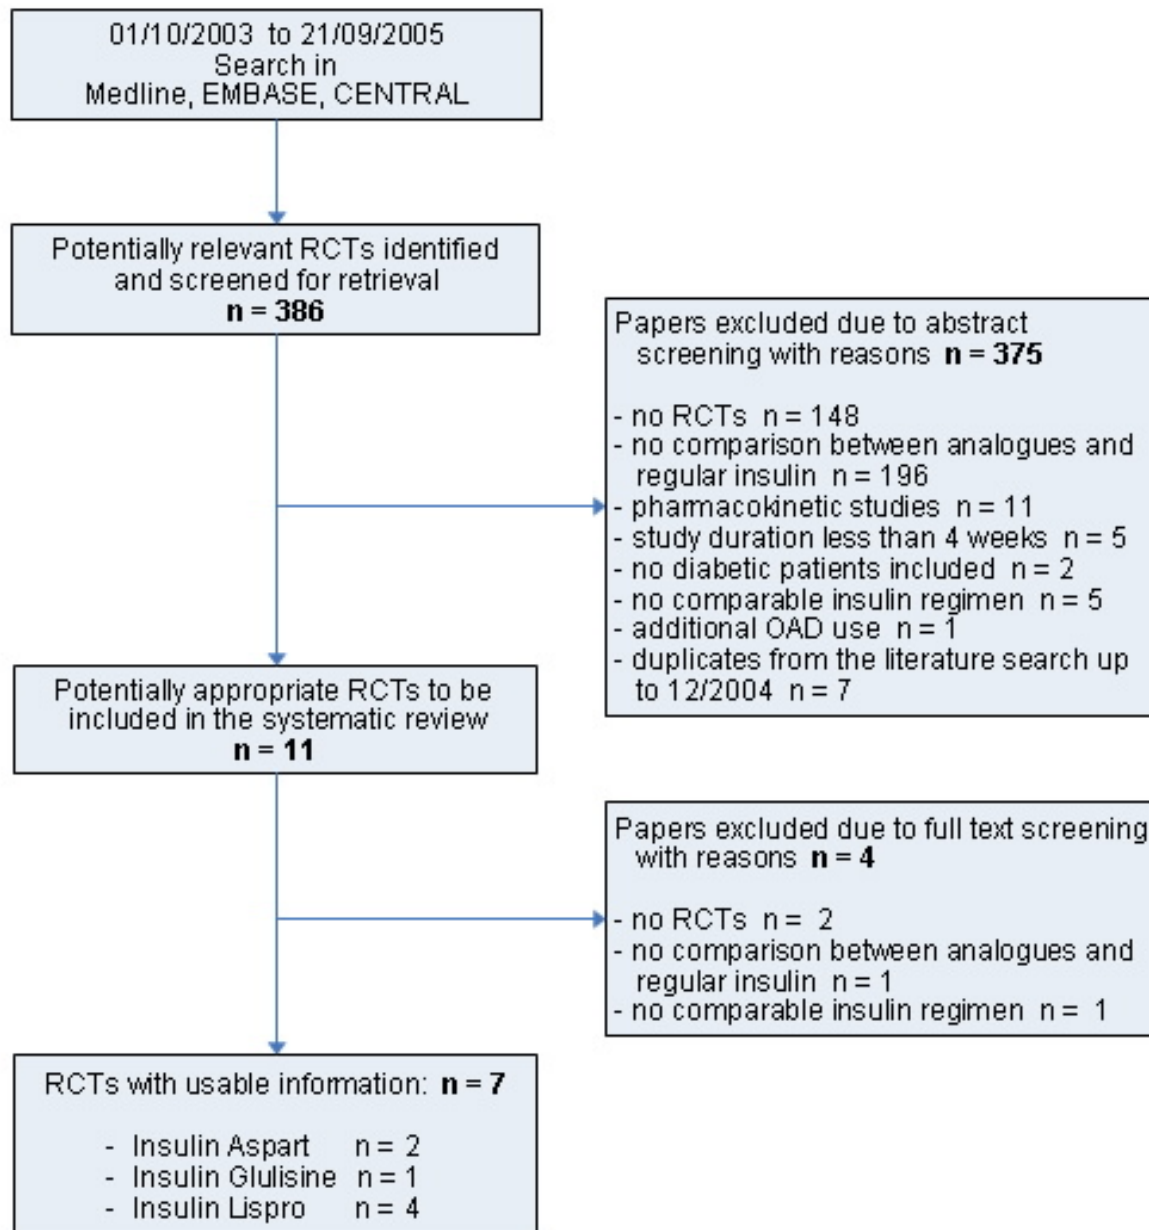 01/10/2003 to 21/09/2005
Search in
Medline, EMBASE, CENTRAL
Potentially relevant RCTs identified
and screened for retrieval
n = 386
Papers excluded due to abstract
screening with reasons n = 375
- no RCTs n = 148
- no comparison between analogues and
regular insulin n = 196
- pharmacokinetic studies n = 11
- study duration less than 4 weeks n = 5
- no diabetic patients included n = 2
- no comparable insulin regimen n = 5
- additional OAD use n = 1
- duplicates from the literature search up
to 12/2004 n = 7
Potentially appropriate RCTs to be
included in the systematic review
n = 11
Papers excluded due to full text screening
with reasons n = 4
- no RCTs n = 2
- no comparison between analogues and
regular insulin n = 1
- no comparable insulin regimen n = 1
RCTs with usable information: n = 7
- Insulin Aspart n = 2
- Insulin Glulisine n = 1
- Insulin Lispro n = 4